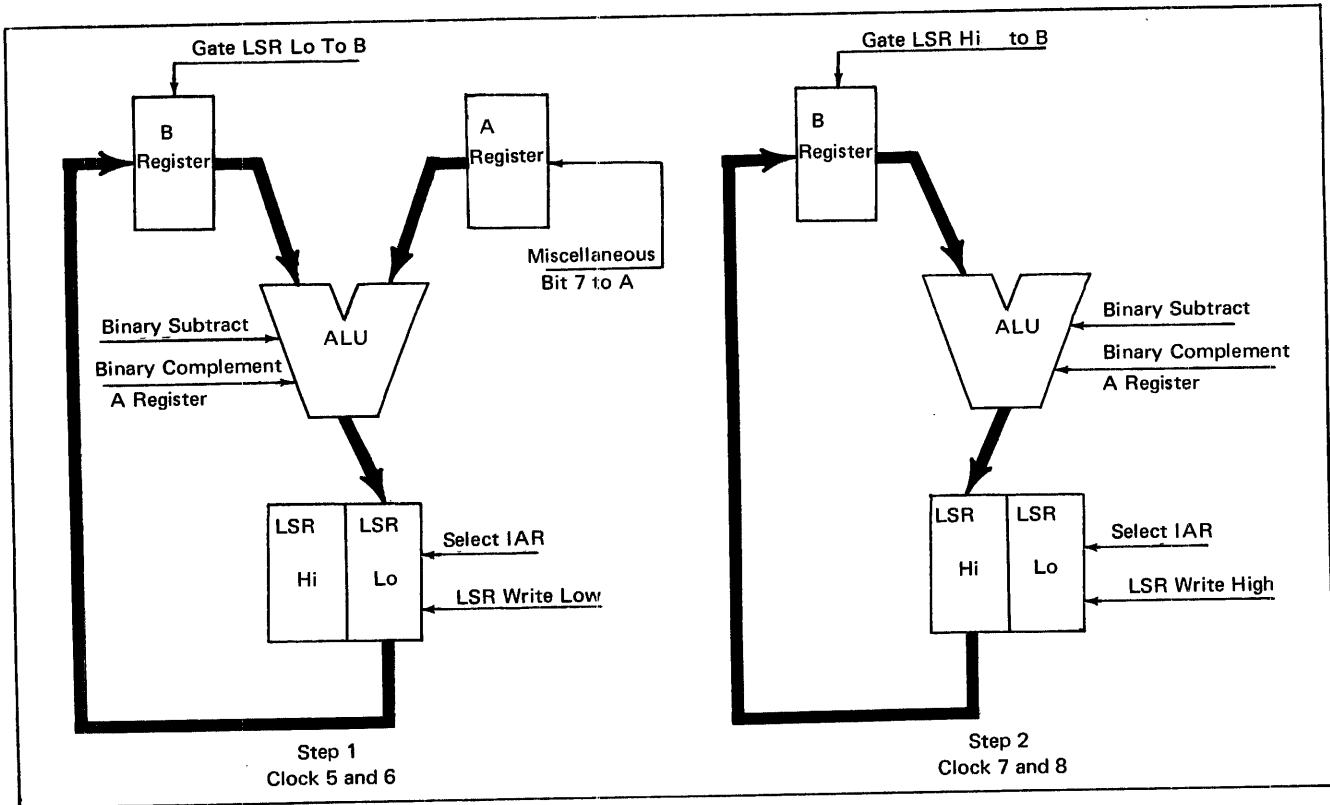 Gate LSR Lo To B
B
Register
A
Register
Miscellaneous
Bit 7 to A
Binary Subtract
Binary Complement
A Register
ALU
LSR
Hi
LSR
Lo
Select IAR
LSR Write Low
Step 1
Clock 5 and 6
Gate LSR Hi to B
B
Register
ALU
Binary Subtract
Binary Complement
A Register
LSR
Hi
LSR
Lo
Select IAR
LSR Write High
Step 2
Clock 7 and 8